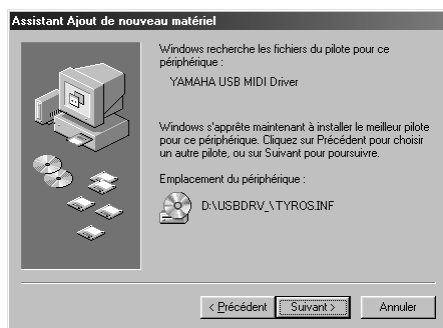 Assistant Ajout de nouveau matériel
Windows recherche les fichiers du pilote pour ce
périphérique :
YAMAHA USB MIDI Driver
Windows s'apprête maintenant à installer le meilleur pilote
pour ce périphérique. Cliquez sur Précédent pour choisir
un autre pilote, ou sur Suivant pour poursuivre.
Emplacement du périphérique :
D:\USBDRV_\TYROS.INF
< Précédent Suivant > Annuler